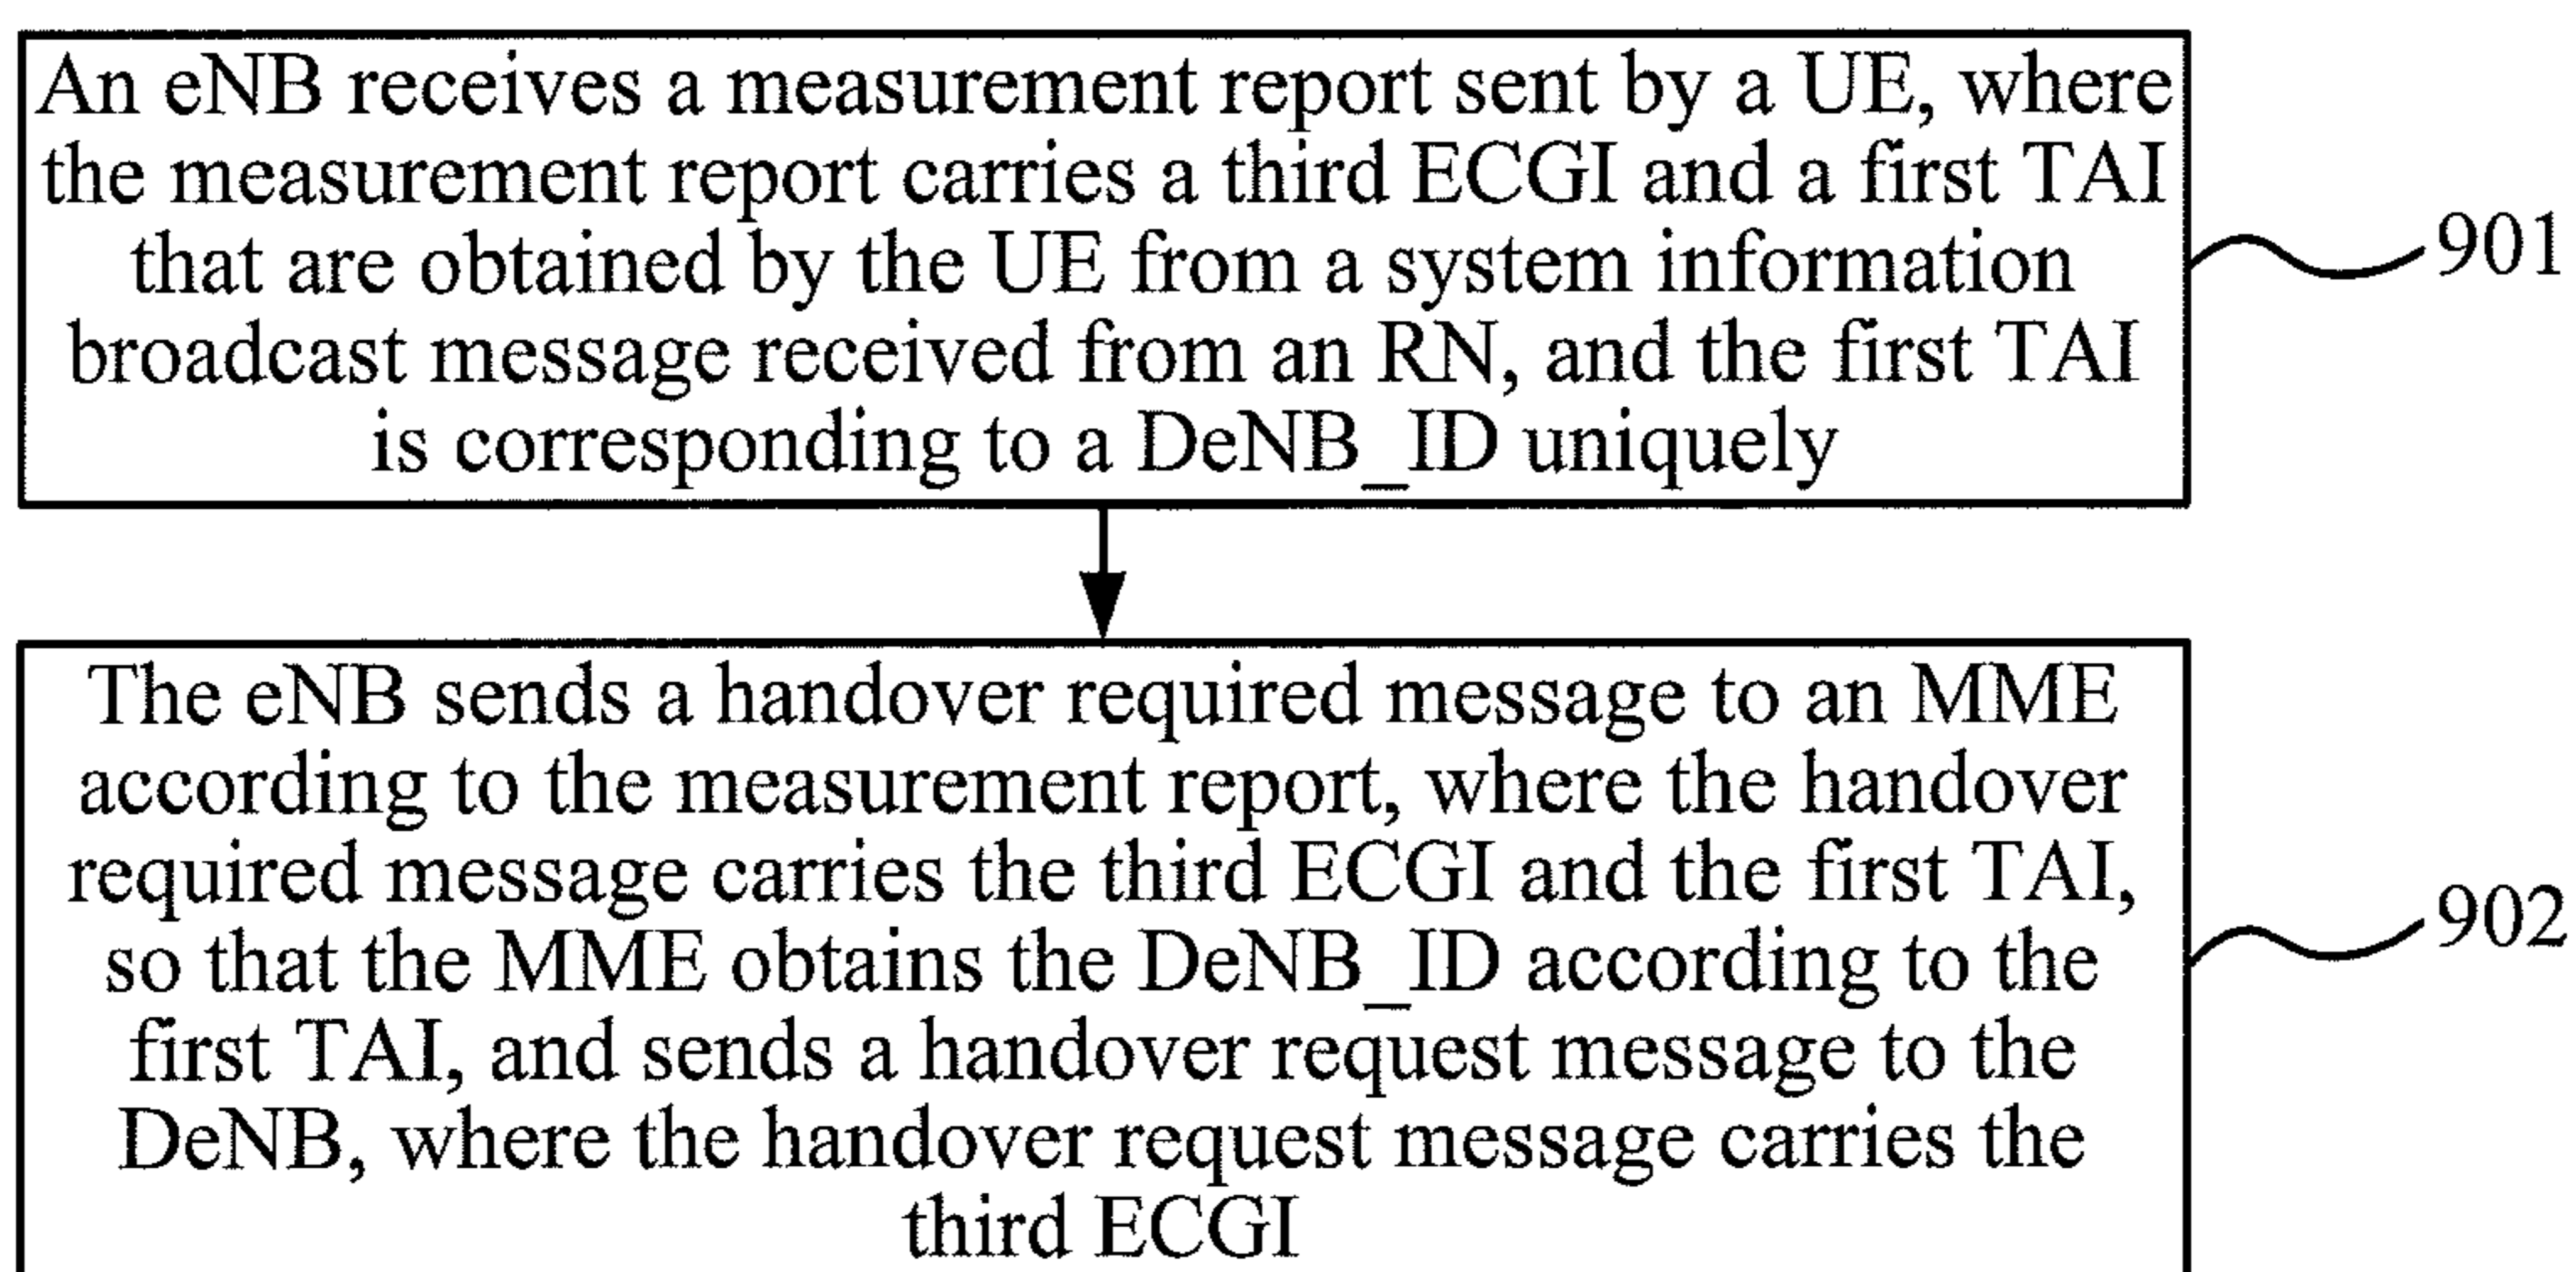 An eNB receives a measurement report sent by a UE, where
the measurement report carries a third ECGI and a first TAI
that are obtained by the UE from a system information
broadcast message received from an RN, and the first TAI
is corresponding to a DeNB_ID uniquely
901
The eNB sends a handover required message to an MME
according to the measurement report, where the handover
required message carries the third ECGI and the first TAI,
so that the MME obtains the DeNB_ID according to the
first TAI, and sends a handover request message to the
DeNB, where the handover request message carries the
third ECGI
902